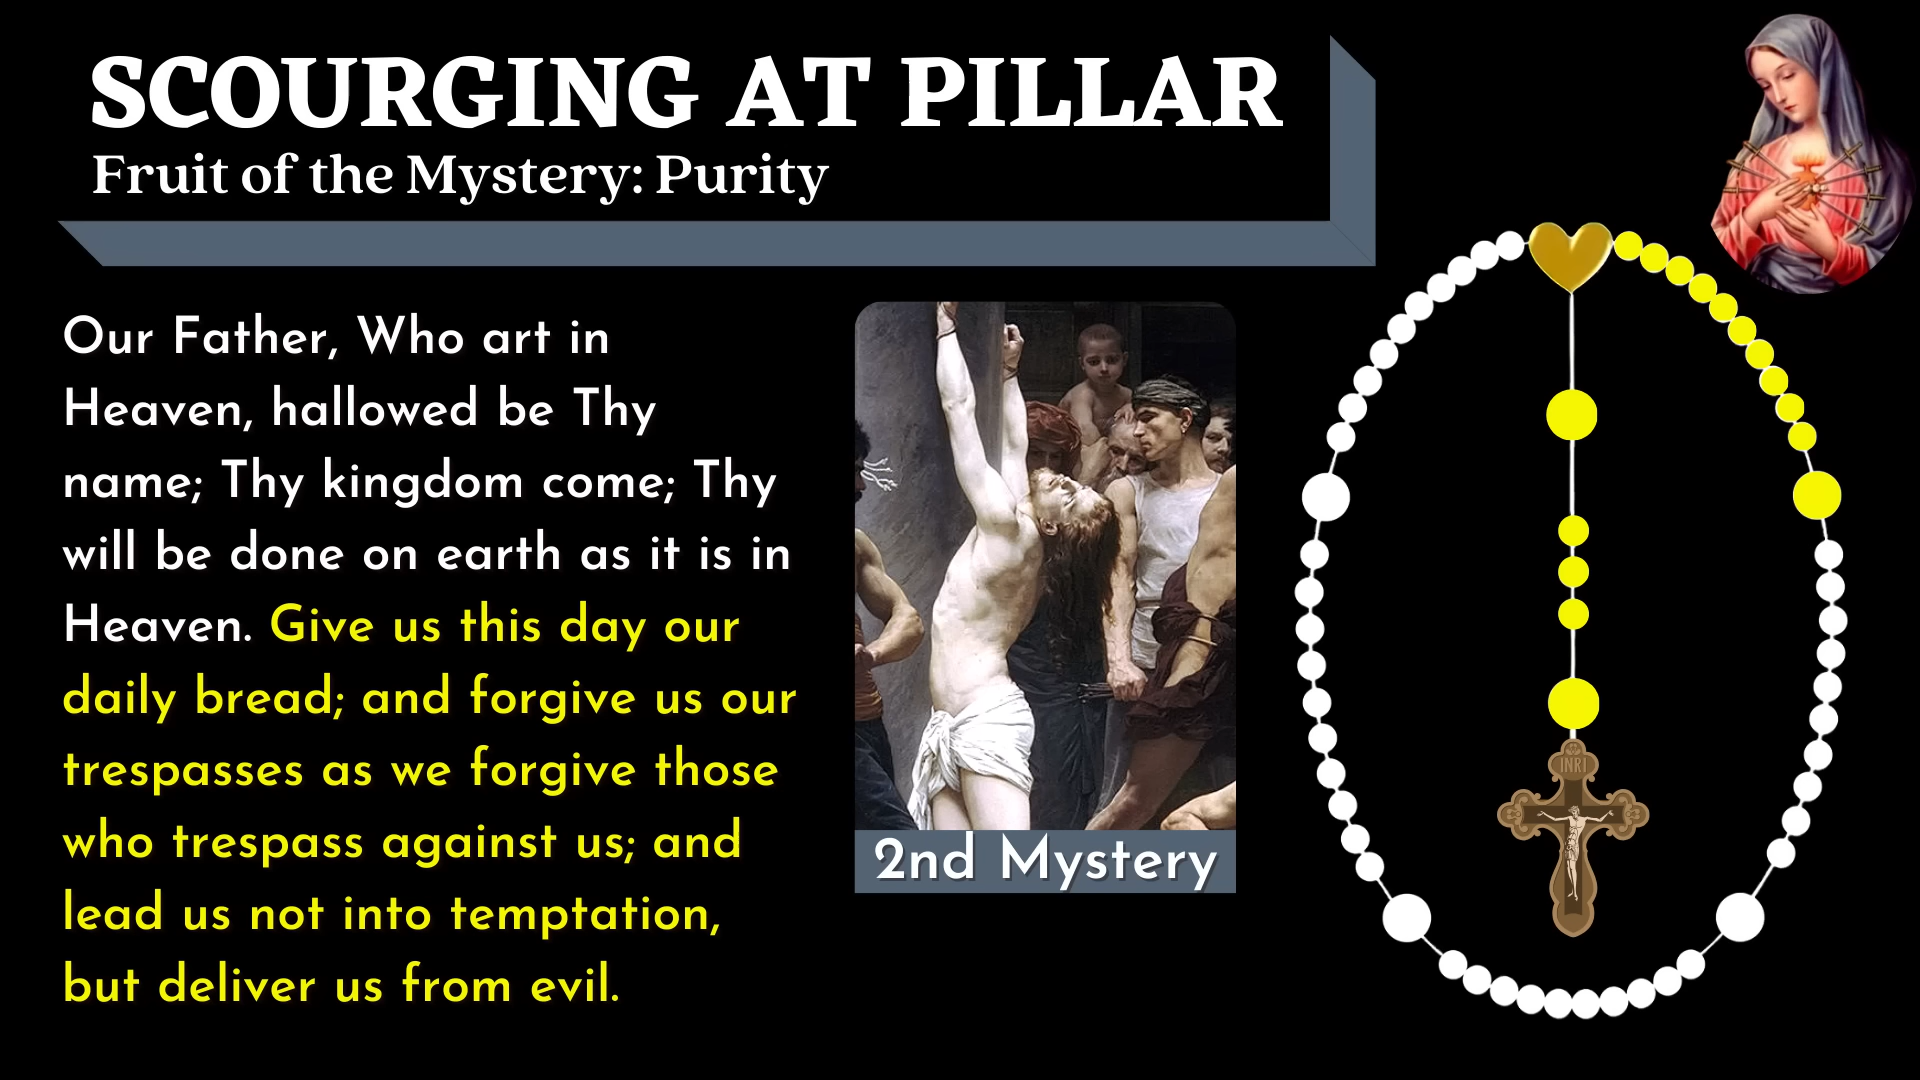 SCOURGING AT PILLAR
Fruit of the Mystery: Purity
Our Father, Who art in
Heaven, hallowed be Thy
name; Thy kingdom come; Thy
will be done on earth as it is in
Heaven. Give us this day our
daily bread; and forgive us our
trespasses as we forgive those
who trespass against us; and
lead us not into temptation,
but deliver us from evil.
2nd Mystery
INRI